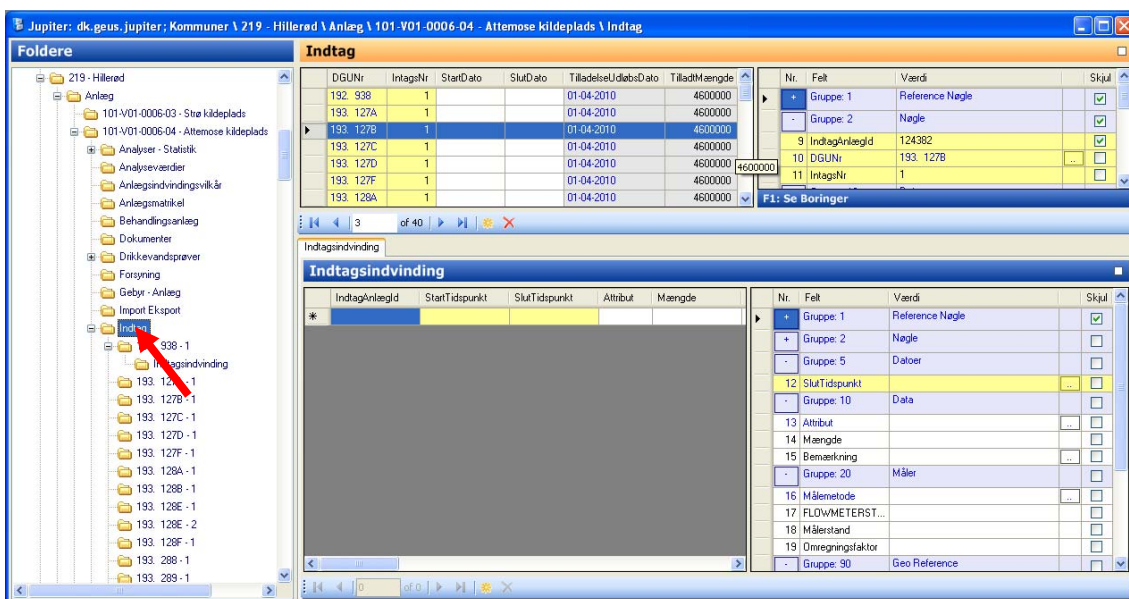 Jupiter: dk.geus.jupiter; Kommuner \ 219 - Hillerød \ Anlæg \ 101-V01-0006-04 - Attemose kildeplads \ Indtag
Foldere
219 - Hillerød
Anlæg
101-V01-0006-03 - Strø kildeplads
101-V01-0006-04 - Attemose kildeplads
Analyser - Statistik
Analyseværdier
Anlægsindvindingsvilkår
Anlægsmatrikel
Behandlingsanlæg
Dokumenter
Drikkevandsprøver
Forsyning
Gebyr - Anlæg
Import Eksport
Indtag
938 - 1
Indtagsindvinding
193. 127A - 1
193. 127B - 1
193. 127C - 1
193. 127D - 1
193. 127F - 1
193. 128A - 1
193. 128B - 1
193. 128E - 1
193. 128E - 2
193. 128F - 1
193. 288 - 1
193. 289 - 1
Indtag
DGUNr IntagsNr StartDato SlutDato TilladelseUdløbsDato TilladtMængde
192. 938 1 01-04-2010 4600000
193. 127A 1 01-04-2010 4600000
193. 127B 1 01-04-2010 4600000
193. 127C 1 01-04-2010 4600000
193. 127D 1 01-04-2010 4600000
193. 127F 1 01-04-2010 4600000
193. 128A 1 01-04-2010 4600000
4600000
3 of 40
Nr. Felt Værdi Skjul
+ Gruppe: 1 Reference Nøgle
- Gruppe: 2 Nøgle
9 IndtagAnlægId 124382
10 DGUNr 193. 127B ..
11 IntagsNr 1
F1: Se Boringer
Indtagsindvinding
Indtagsindvinding
IndtagAnlægId StartTidspunkt SlutTidspunkt Attribut Mængde
*
0 of 0
Nr. Felt Værdi Skjul
+ Gruppe: 1 Reference Nøgle
+ Gruppe: 2 Nøgle
- Gruppe: 5 Datoer
12 SlutTidspunkt ..
- Gruppe: 10 Data
13 Attribut ..
14 Mængde
15 Bemærkning ..
- Gruppe: 20 Måler
16 Målemetode ..
17 FLOWMETERST...
18 Målerstand
19 Omregningsfaktor
- Gruppe: 90 Geo Reference